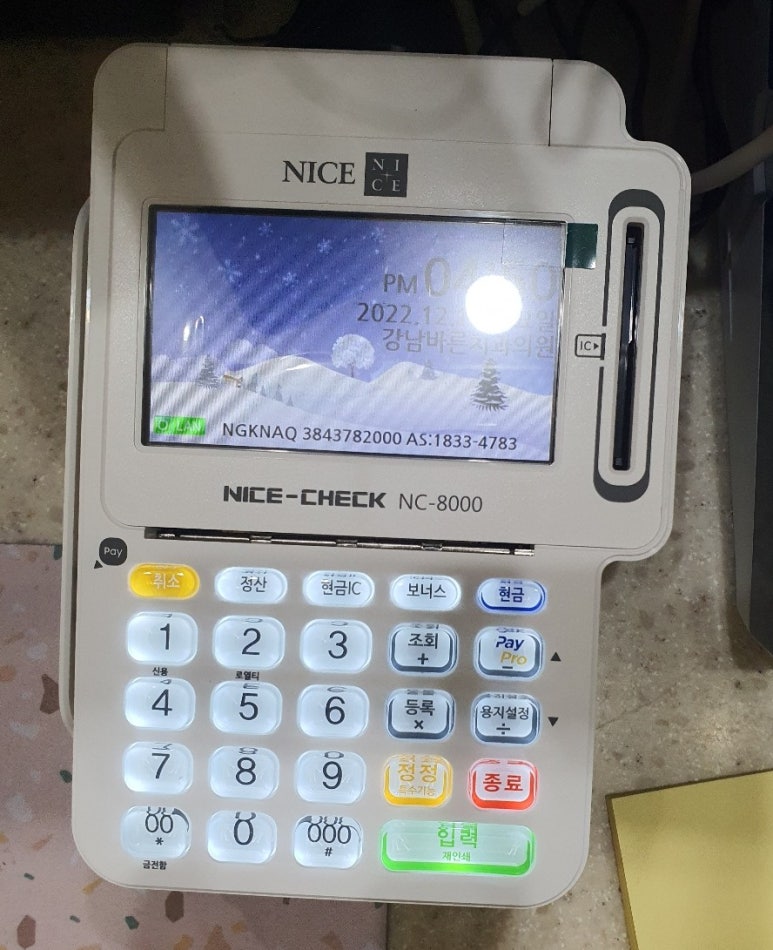 NICE NICE
PM
2022.12
강남바른치과의원
IC▶
LAN NGKNAQ 3843782000 AS:1833-4783
NICE-CHECK NC-8000
Pay
취소 정산 현금IC 보너스 현금
1 2 3 조회 + Pay Pro −
신용 로열티
4 5 6 등록 × 용지설정 ÷
7 8 9 정정 특수기능 종료
00 * 0 000 # 입력
재인쇄
금전함